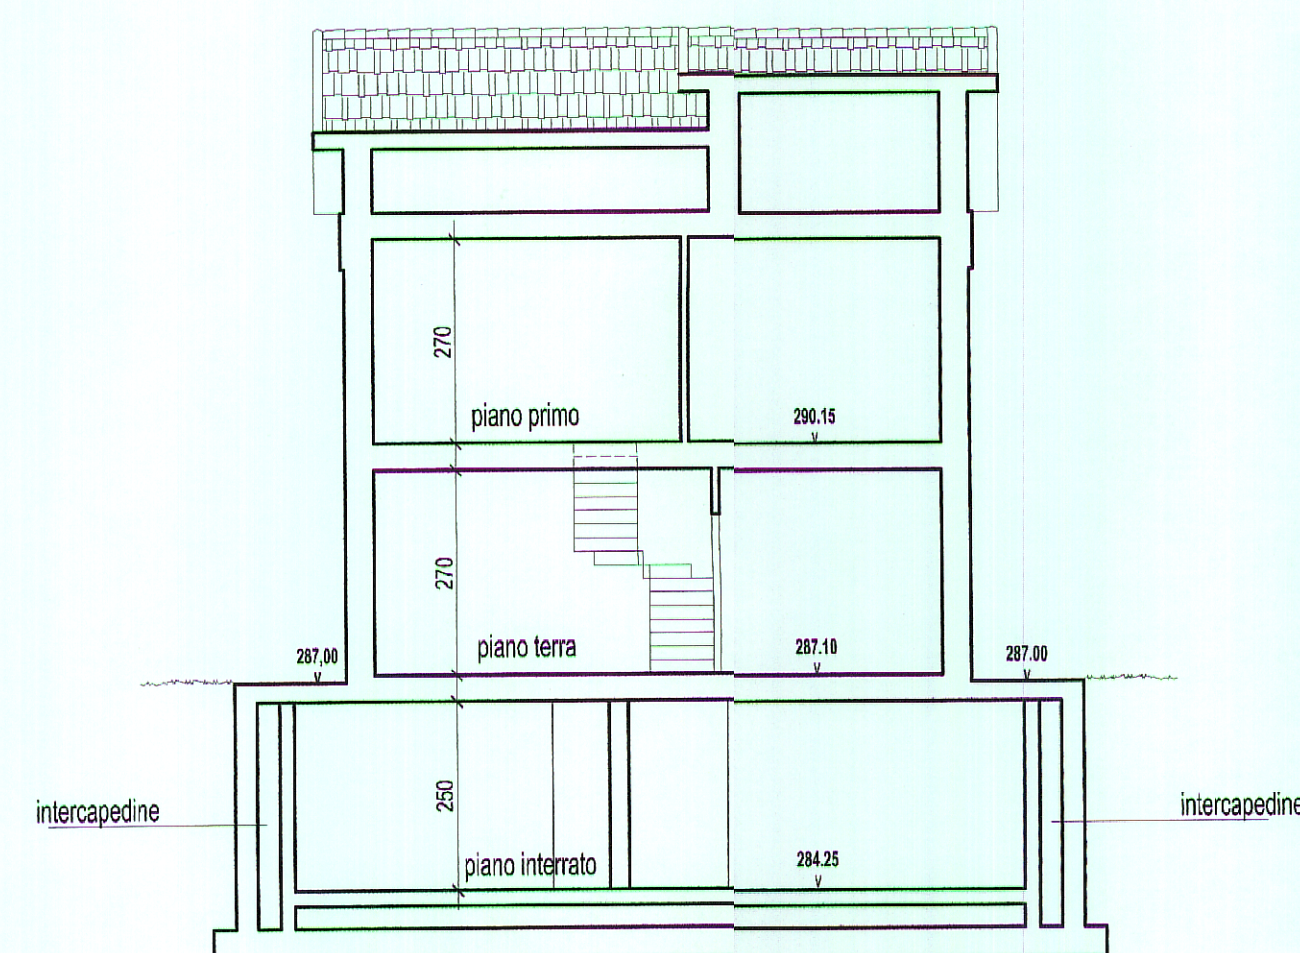 270
piano primo
290.15
270
piano terra
287.10
287,00
287.00
250
intercapedine
intercapedine
piano interrato
284.25